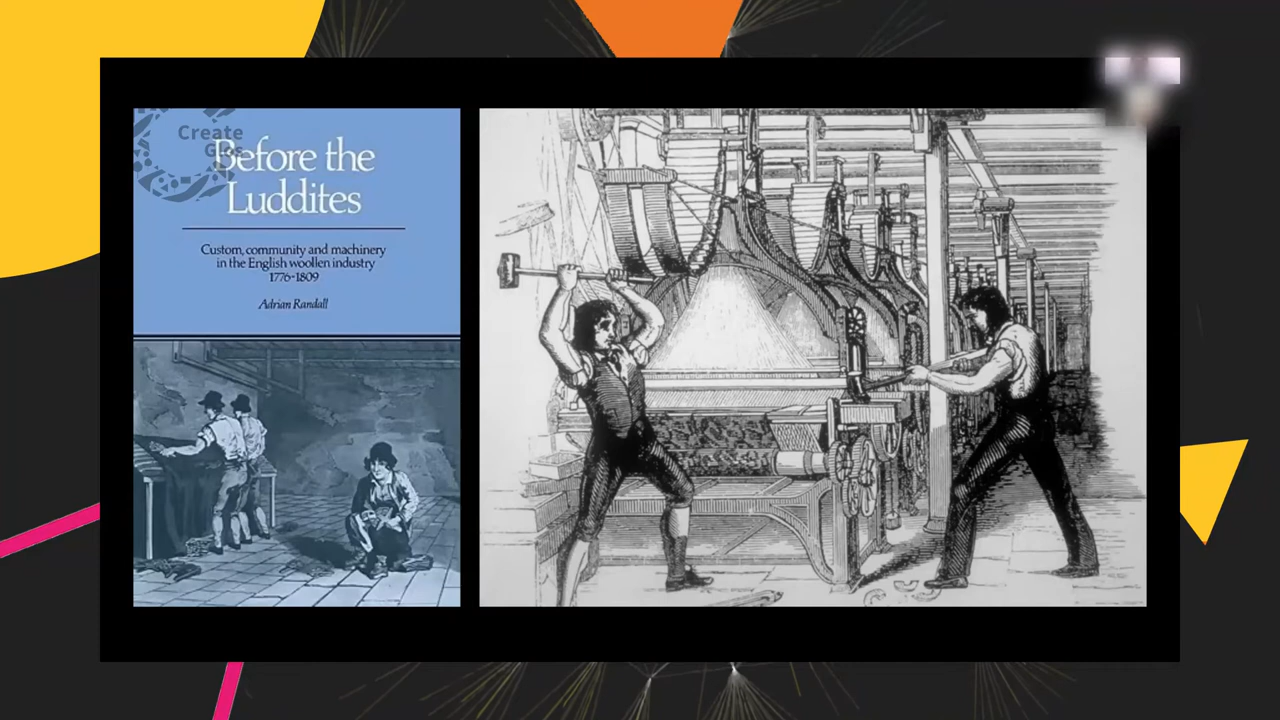 Create
Before the
Luddites
Custom, community and machinery
in the English woollen industry
1776-1809
Adrian Randall